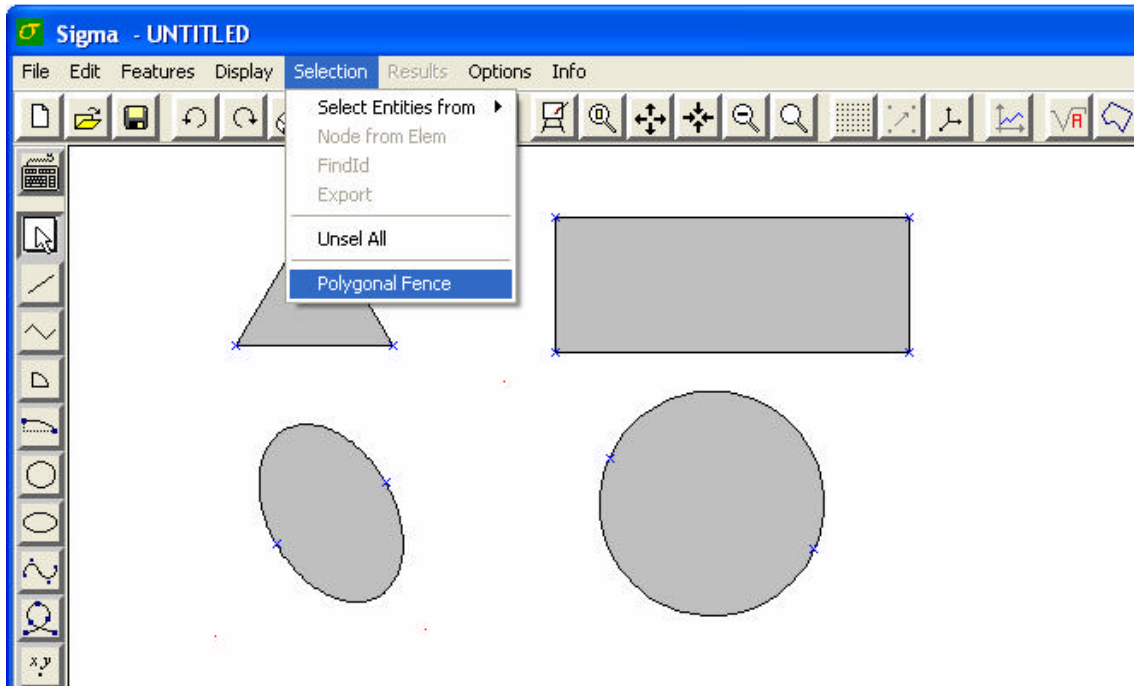 σ Sigma - UNTITLED
File Edit Features Display Selection Results Options Info
Select Entities from
Node from Elem
FindId
Export
Unsel All
Polygonal Fence
√A
x,y